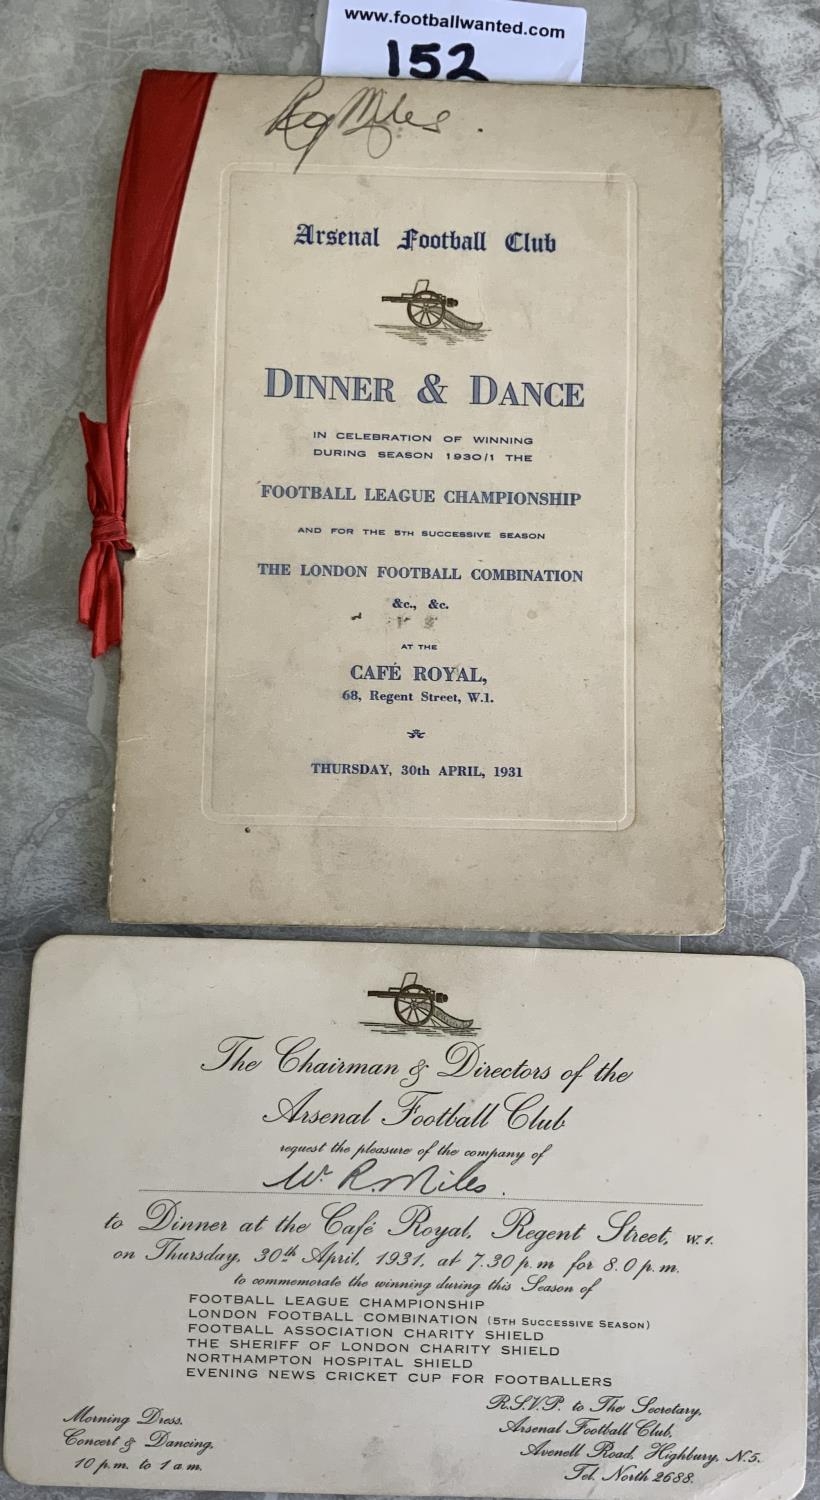 www.footballwanted.com
152
Reg Miles.
Arsenal Football Club
DINNER & DANCE
IN CELEBRATION OF WINNING
DURING SEASON 1930/1 THE
FOOTBALL LEAGUE CHAMPIONSHIP
AND FOR THE 5TH SUCCESSIVE SEASON
THE LONDON FOOTBALL COMBINATION
&c., &c.
AT THE
CAFÉ ROYAL,
68, Regent Street, W.1.
THURSDAY, 30th APRIL, 1931
The Chairman & Directors of the
Arsenal Football Club
request the pleasure of the company of
Mr R. Miles.
to Dinner at the Café Royal, Regent Street, W.1.
on Thursday, 30th April, 1931, at 7.30 p.m for 8.0 p.m.
to commemorate the winning during this Season of
FOOTBALL LEAGUE CHAMPIONSHIP
LONDON FOOTBALL COMBINATION (5TH SUCCESSIVE SEASON)
FOOTBALL ASSOCIATION CHARITY SHIELD
THE SHERIFF OF LONDON CHARITY SHIELD
NORTHAMPTON HOSPITAL SHIELD
EVENING NEWS CRICKET CUP FOR FOOTBALLERS
Morning Dress.
Concert & Dancing,
10 p.m. to 1 a.m.
R.S.V.P. to The Secretary,
Arsenal Football Club,
Avenell Road, Highbury, N.5.
Tel. North 2688.